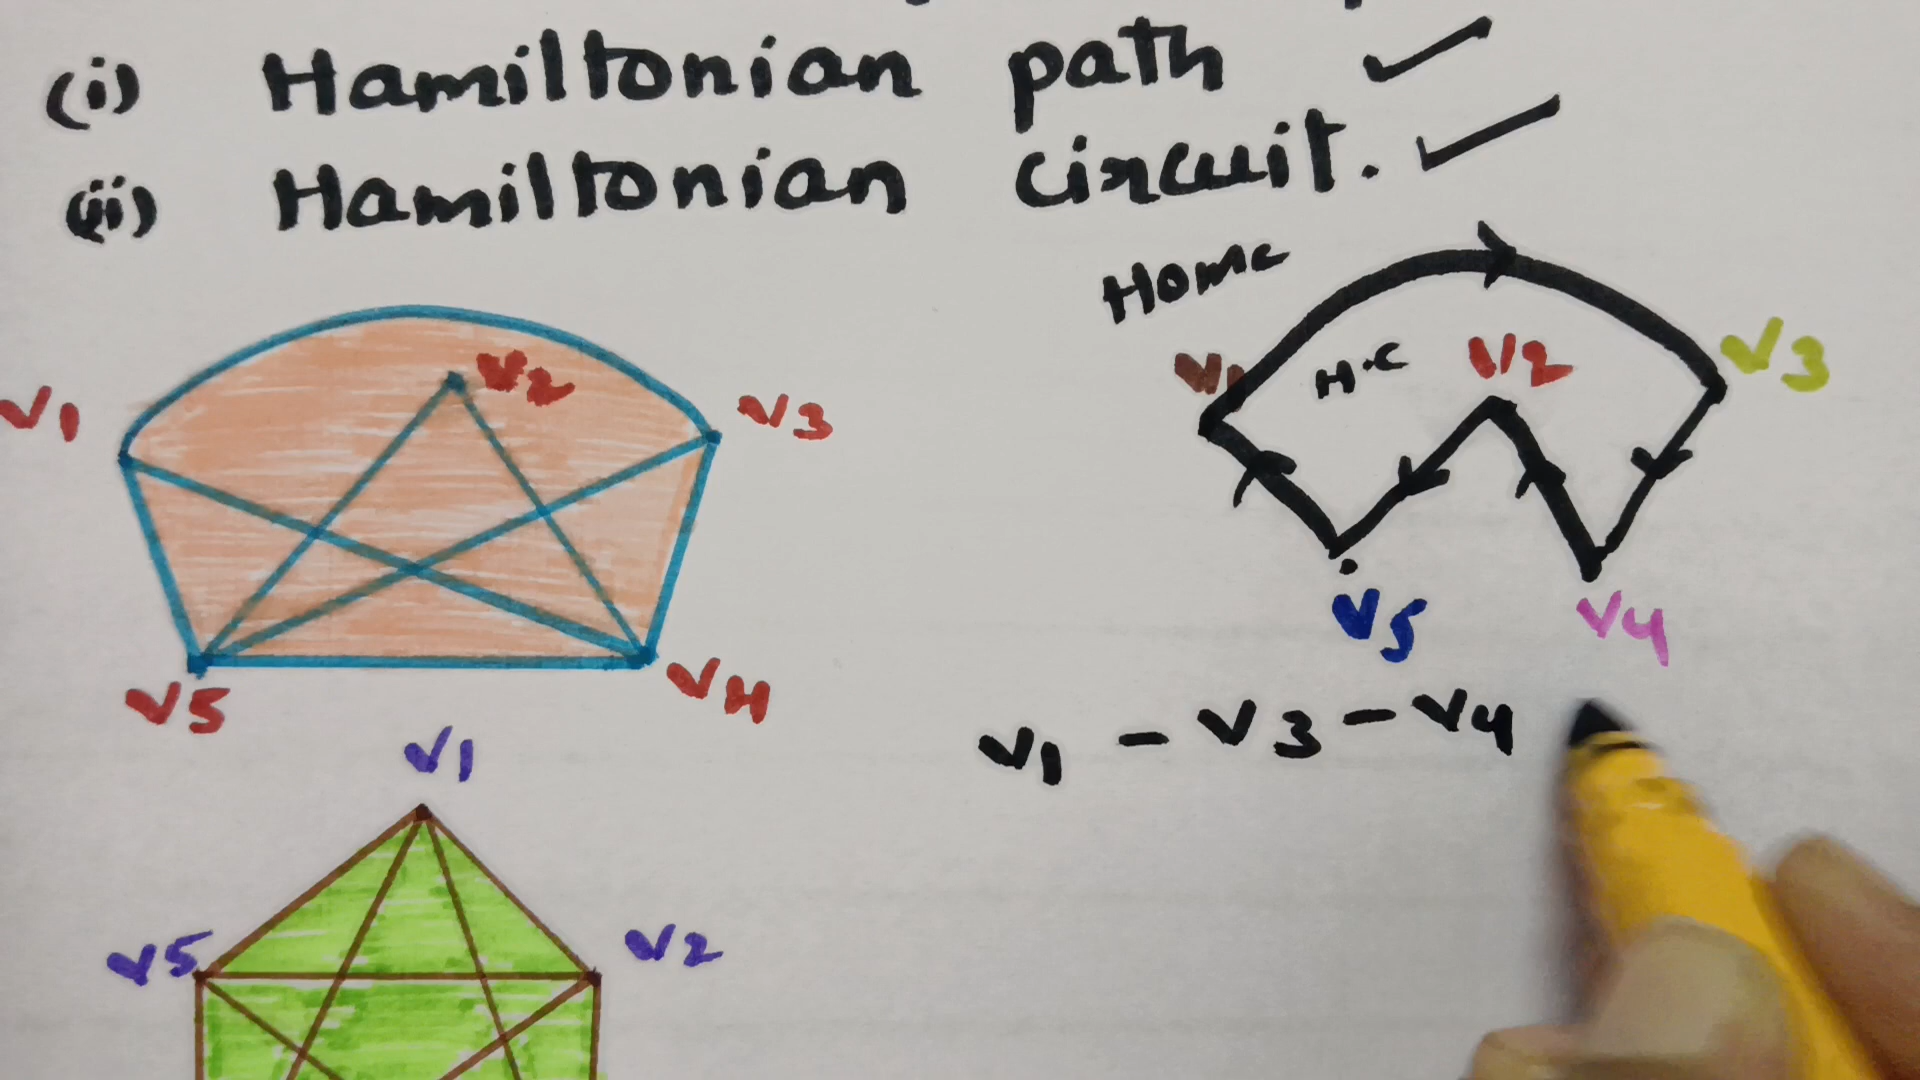 (i) Hamiltonian path
(ii) Hamiltonian circuit.
Home
V1 H.C V2 V3
V5 V4
V1 - V3 - V4
V1 V2 V3
V5 V4
V1
V5 V2